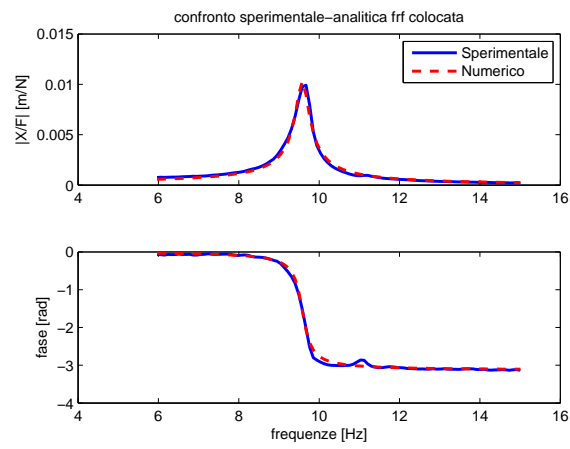 confronto sperimentale−analitica frf colocata
|X/F| [m/N]
0.015
0.01
0.005
0
Sperimentale
Numerico
4 6 8 10 12 14 16
fase [rad]
0
−1
−2
−3
−4
4 6 8 10 12 14 16
frequenze [Hz]